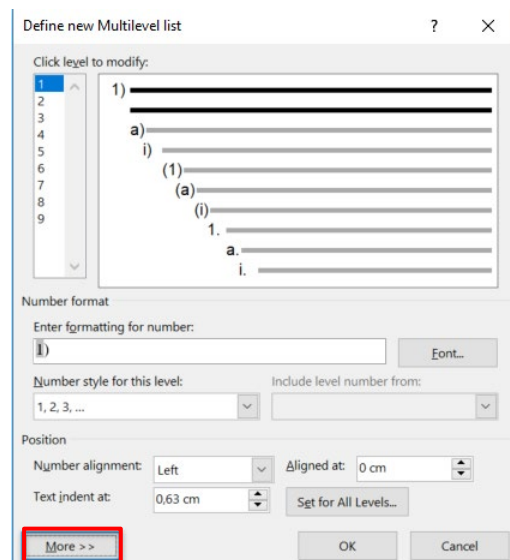 Define new Multilevel list ? ×
Click level to modify:
1
2
3
4
5
6
7
8
9
1)
a)
i)
(1)
(a)
(i)
1.
a.
i.
Number format
Enter formatting for number:
1)
Font...
Number style for this level:
Include level number from:
1, 2, 3, ...
Position
Number alignment: Left
Aligned at: 0 cm
Text indent at: 0,63 cm
Set for All Levels...
More >>
OK
Cancel